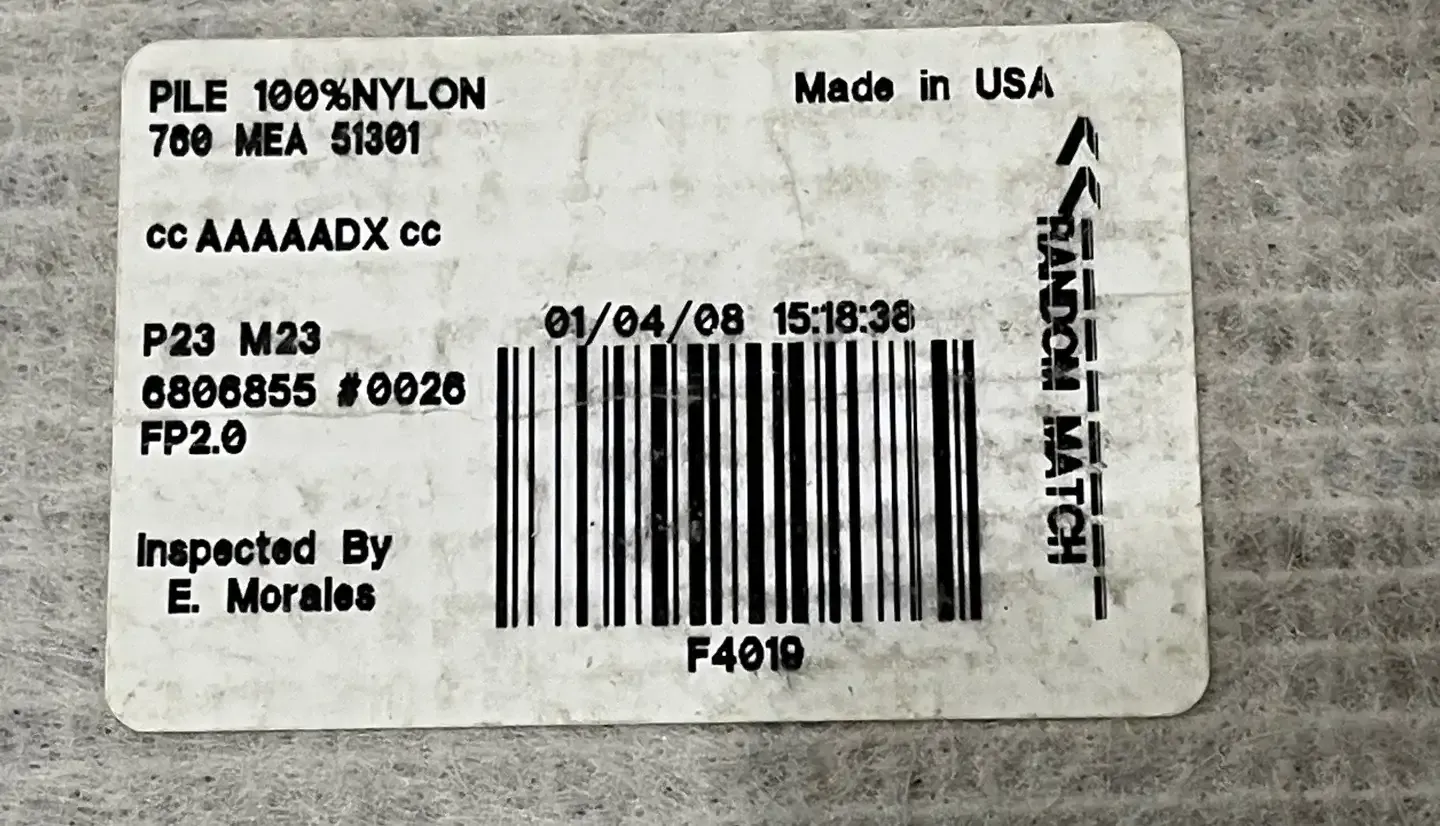 PILE 100%NYLON
760 MEA 51301
Made in USA
cc AAAAADX cc
RANDOM MATCH
01/04/08 15:18:38
P23 M23
6806855 #0026
FP2.0
Inspected By
E. Morales
F4019